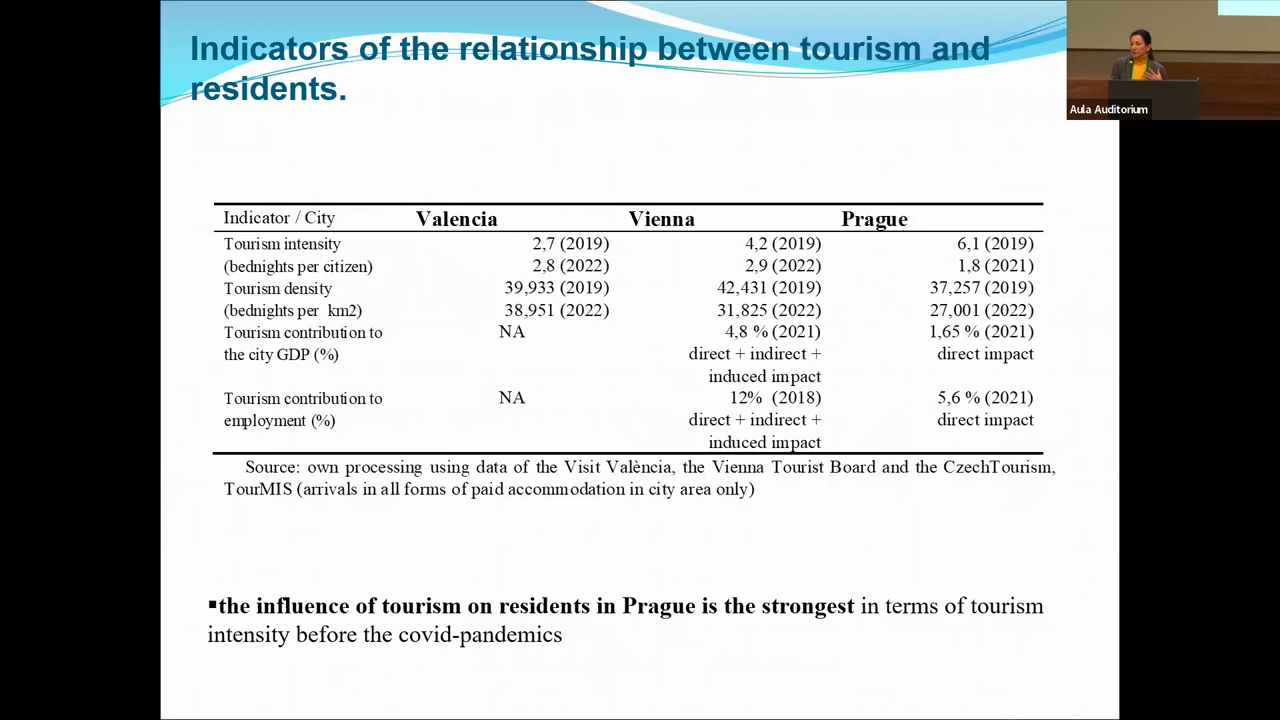 Indicators of the relationship between tourism and
residents.
Aula Auditorium
Indicator / City Valencia Vienna Prague
Tourism intensity 2,7 (2019) 4,2 (2019) 6,1 (2019)
(bednights per citizen) 2,8 (2022) 2,9 (2022) 1,8 (2021)
Tourism density 39,933 (2019) 42,431 (2019) 37,257 (2019)
(bednights per km2) 38,951 (2022) 31,825 (2022) 27,001 (2022)
Tourism contribution to NA 4,8 % (2021) 1,65 % (2021)
the city GDP (%) direct + indirect + direct impact
induced impact
Tourism contribution to NA 12% (2018) 5,6 % (2021)
employment (%) direct + indirect + direct impact
induced impact
Source: own processing using data of the Visit València, the Vienna Tourist Board and the CzechTourism,
TourMIS (arrivals in all forms of paid accommodation in city area only)
▪the influence of tourism on residents in Prague is the strongest in terms of tourism
intensity before the covid-pandemics